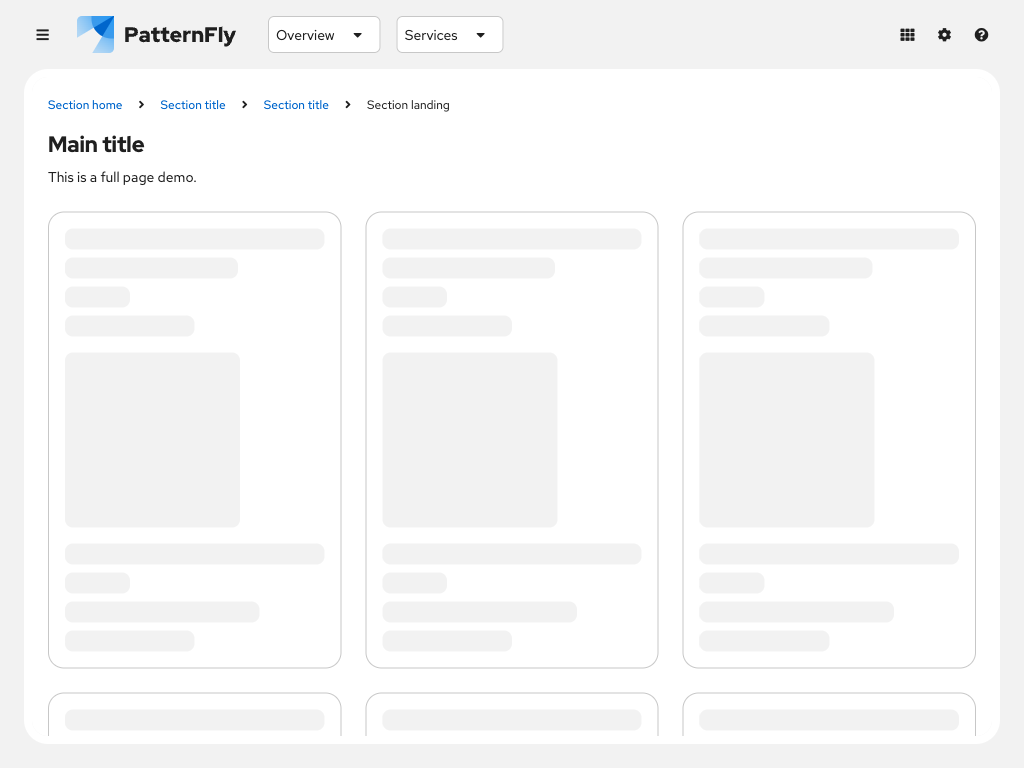 PatternFly Overview Services
Section home Section title Section title Section landing
Main title
This is a full page demo.